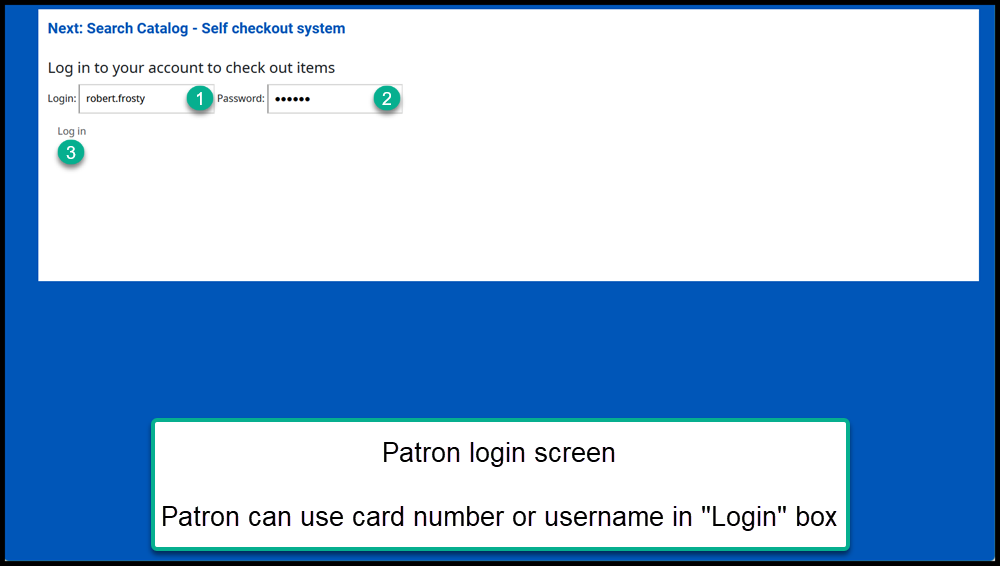 Next: Search Catalog - Self checkout system
Log in to your account to check out items
Login: robert.frosty 1 Password: •••••• 2
Log in
3
Patron login screen
Patron can use card number or username in "Login" box